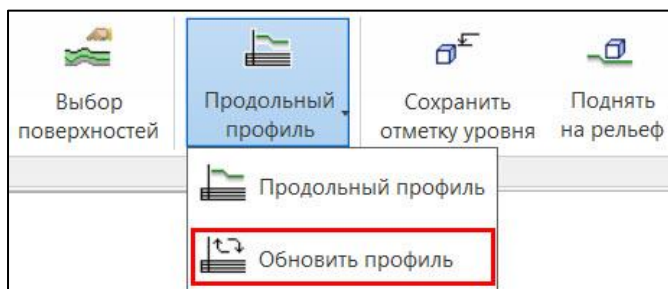 Выбор
поверхностей
Продольный
профиль
Сохранить
отметку уровня
Поднять
на рельеф
Продольный профиль
Обновить профиль